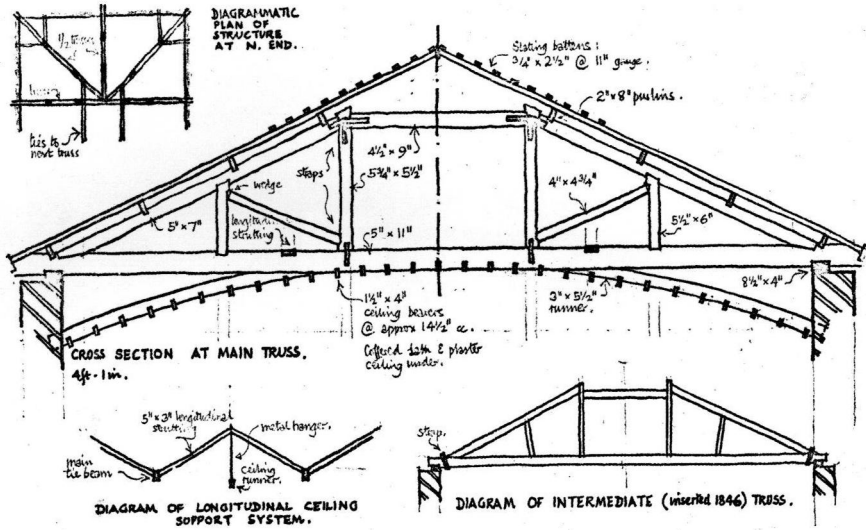 DIAGRAMMATIC
PLAN OF
STRUCTURE
AT N. END.
1/2 truss
ties to
next truss
Slating battens:
3/4" x 2 1/2" @ 11" gauge.
2" x 8" purlins.
4 1/2" x 9"
5 3/4" x 5 1/2"
straps
wedge
5" x 7"
strutting
5" x 11"
4" x 4 3/4"
5 1/2" x 6"
8 1/2" x 4"
1 1/2" x 4"
ceiling bearers
@ approx 14 1/2" cc.
Coffered lath & plaster
ceiling under.
3" x 5 1/2"
runner.
CROSS SECTION AT MAIN TRUSS.
4ft - 1in.
5" x 3" longitudinal
strutting
metal hanger.
main
tie beam
ceiling
runner.
DIAGRAM OF LONGITUDINAL CEILING
SUPPORT SYSTEM.
strap.
DIAGRAM OF INTERMEDIATE (inserted 1846) TRUSS.